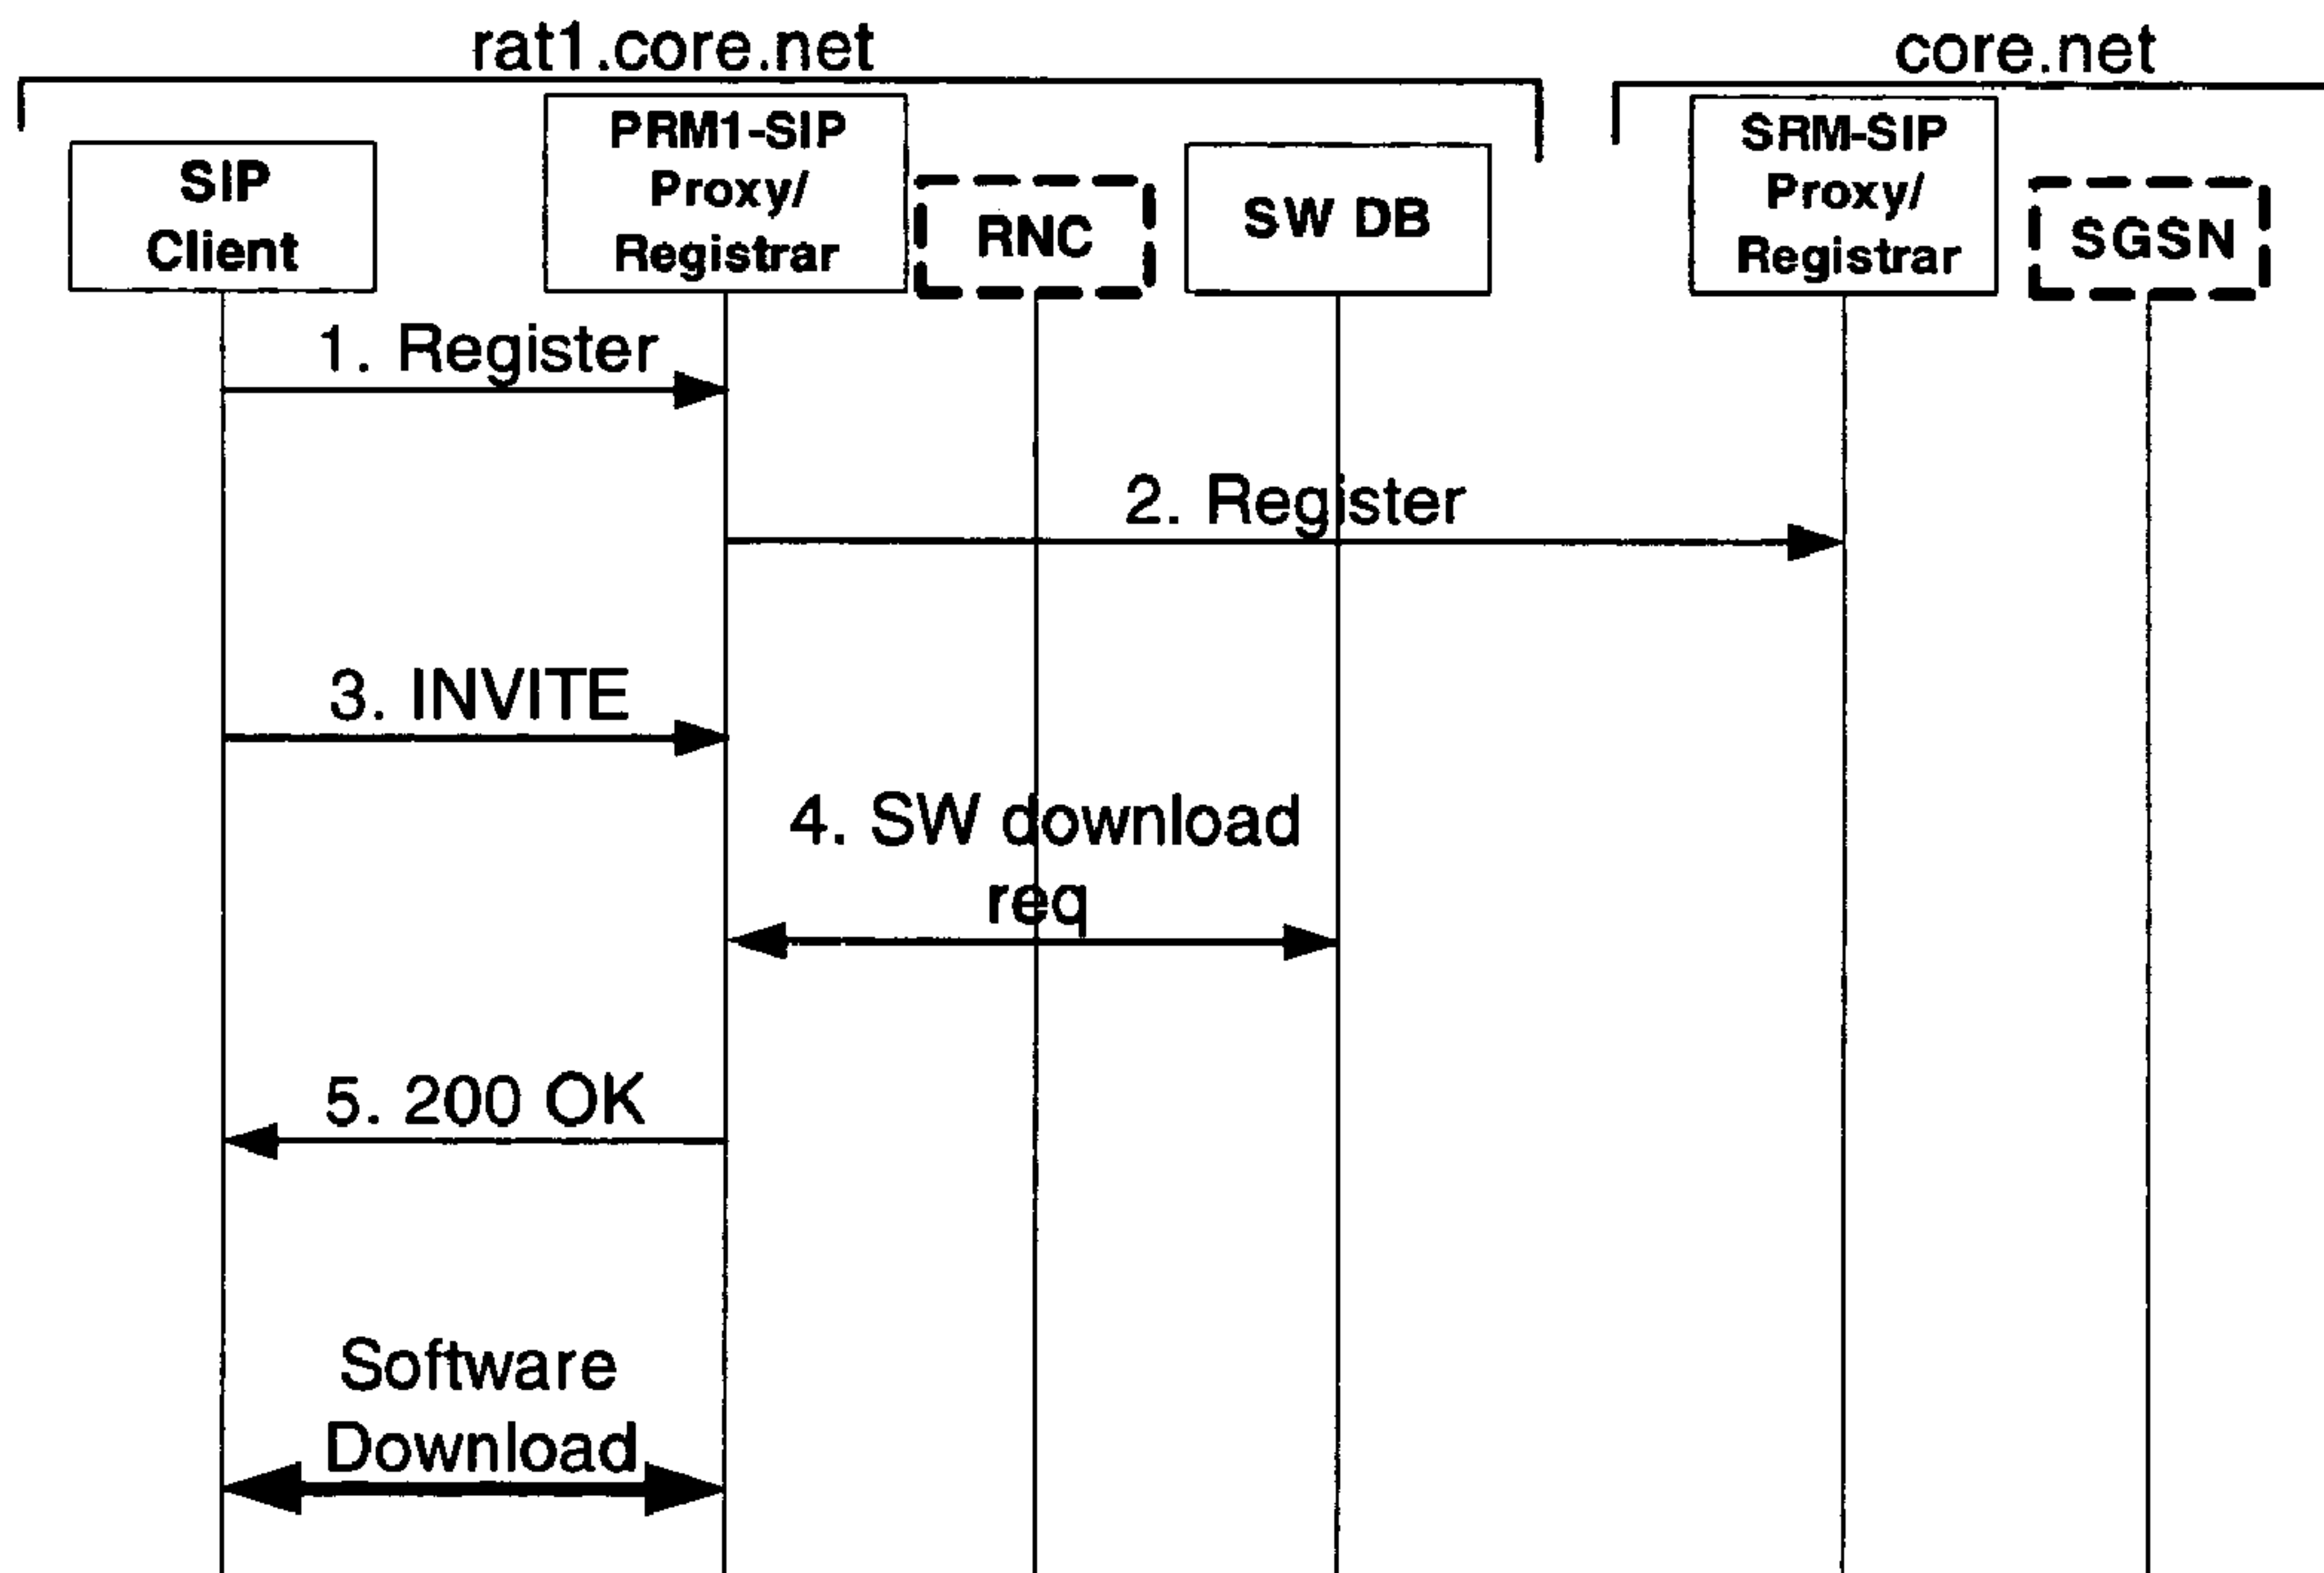 rat1.core.net
core.net
SIP
Client
PRM1-SIP
Proxy/
Registrar
RNC
SW DB
SRM-SIP
Proxy/
Registrar
SGSN
1. Register
2. Register
3. INVITE
4. SW download
req
5. 200 OK
Software
Download